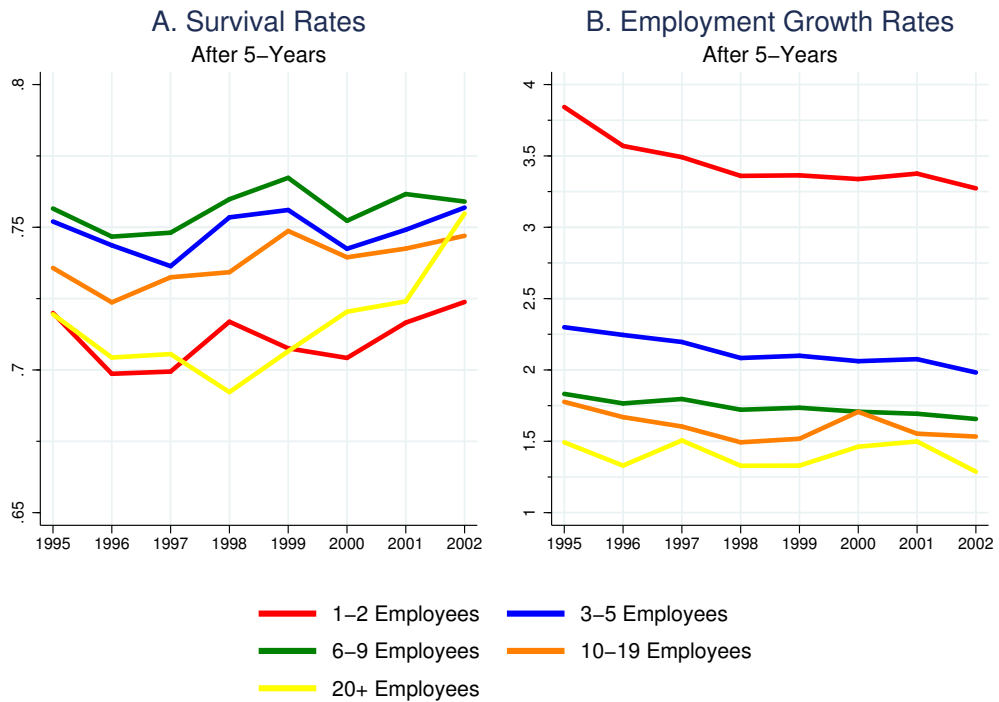 A. Survival Rates
After 5−Years
.8
.75
.7
.65
1995 1996 1997 1998 1999 2000 2001 2002
B. Employment Growth Rates
After 5−Years
4
3.5
3
2.5
2
1.5
1
1995 1996 1997 1998 1999 2000 2001 2002
1−2 Employees
3−5 Employees
6−9 Employees
10−19 Employees
20+ Employees